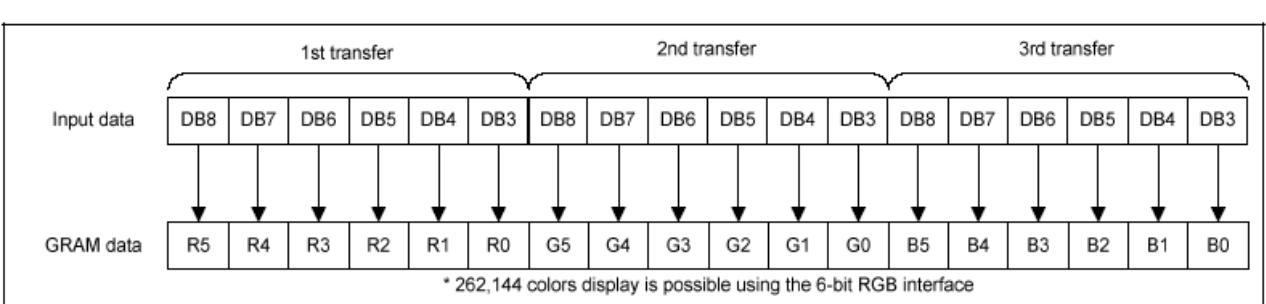 1st transfer 2nd transfer 3rd transfer
Input data DB8 DB7 DB6 DB5 DB4 DB3 DB8 DB7 DB6 DB5 DB4 DB3 DB8 DB7 DB6 DB5 DB4 DB3
GRAM data R5 R4 R3 R2 R1 R0 G5 G4 G3 G2 G1 G0 B5 B4 B3 B2 B1 B0
* 262,144 colors display is possible using the 6-bit RGB interface